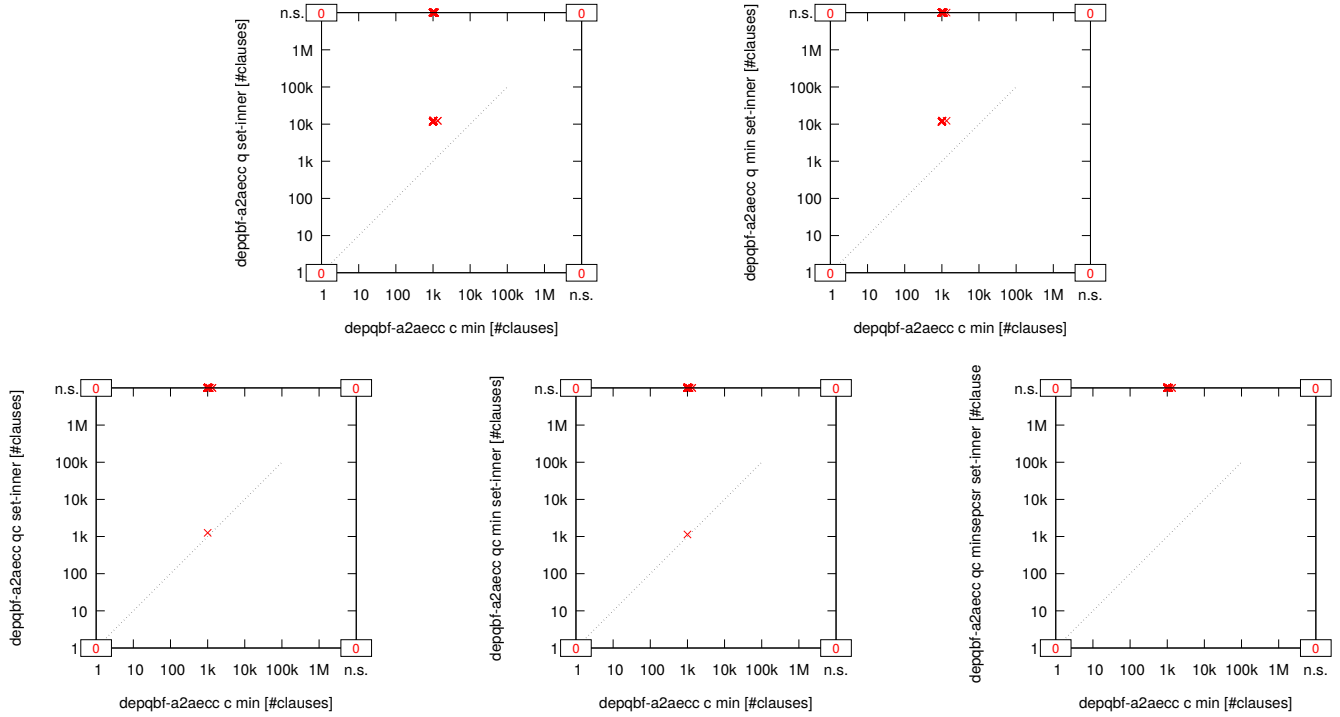 depqbf-a2aecc q set-inner [#clauses]
n.s.
1M
100k
10k
1k
100
10
1
0
0
0
0
1 10 100 1k 10k 100k 1M n.s.
depqbf-a2aecc c min [#clauses]
depqbf-a2aecc q min set-inner [#clauses]
n.s.
1M
100k
10k
1k
100
10
1
0
0
0
0
1 10 100 1k 10k 100k 1M n.s.
depqbf-a2aecc c min [#clauses]
depqbf-a2aecc qc set-inner [#clauses]
n.s.
1M
100k
10k
1k
100
10
1
0
0
0
0
1 10 100 1k 10k 100k 1M n.s.
depqbf-a2aecc c min [#clauses]
depqbf-a2aecc qc min set-inner [#clauses]
n.s.
1M
100k
10k
1k
100
10
1
0
0
0
0
1 10 100 1k 10k 100k 1M n.s.
depqbf-a2aecc c min [#clauses]
depqbf-a2aecc qc minsepcsr set-inner [#clause
n.s.
1M
100k
10k
1k
100
10
1
0
0
0
0
1 10 100 1k 10k 100k 1M n.s.
depqbf-a2aecc c min [#clauses]